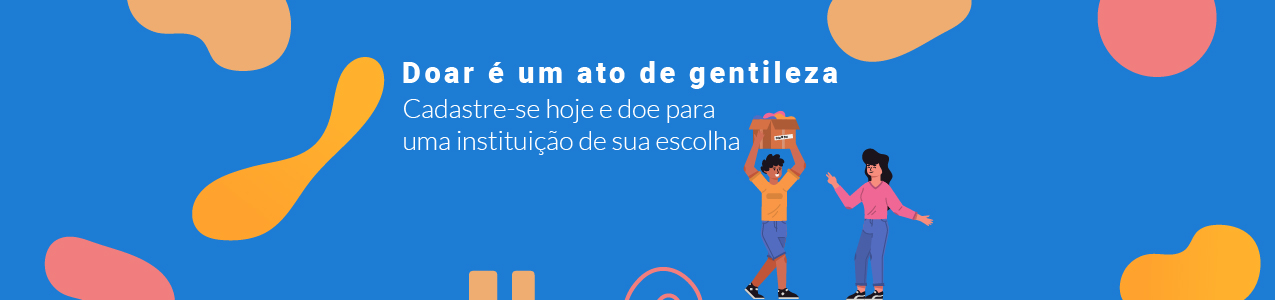 Doar é um ato de gentileza
Cadastre-se hoje e doe para
uma instituição de sua escolha